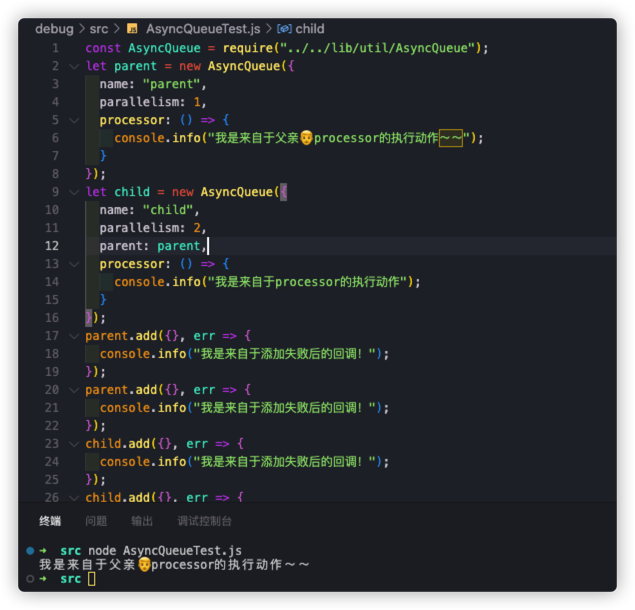 debug > src > JS AsyncQueueTest.js > child
1 const AsyncQueue = require("../../lib/util/AsyncQueue");
2 let parent = new AsyncQueue({
3 name: "parent",
4 parallelism: 1,
5 processor: () => {
6 console.info("我是来自于父亲👨processor的执行动作～～");
7 }
8 });
9 let child = new AsyncQueue({
10 name: "child",
11 parallelism: 2,
12 parent: parent,
13 processor: () => {
14 console.info("我是来自于processor的执行动作");
15 }
16 });
17 parent.add({}, err => {
18 console.info("我是来自于添加失败后的回调！");
19 });
20 parent.add({}, err => {
21 console.info("我是来自于添加失败后的回调！");
22 });
23 child.add({}, err => {
24 console.info("我是来自于添加失败后的回调！");
25 });
26 child.add({}, err => {
终端 问题 输出 调试控制台
➜ src node AsyncQueueTest.js
我是来自于父亲👨processor的执行动作～～
➜ src